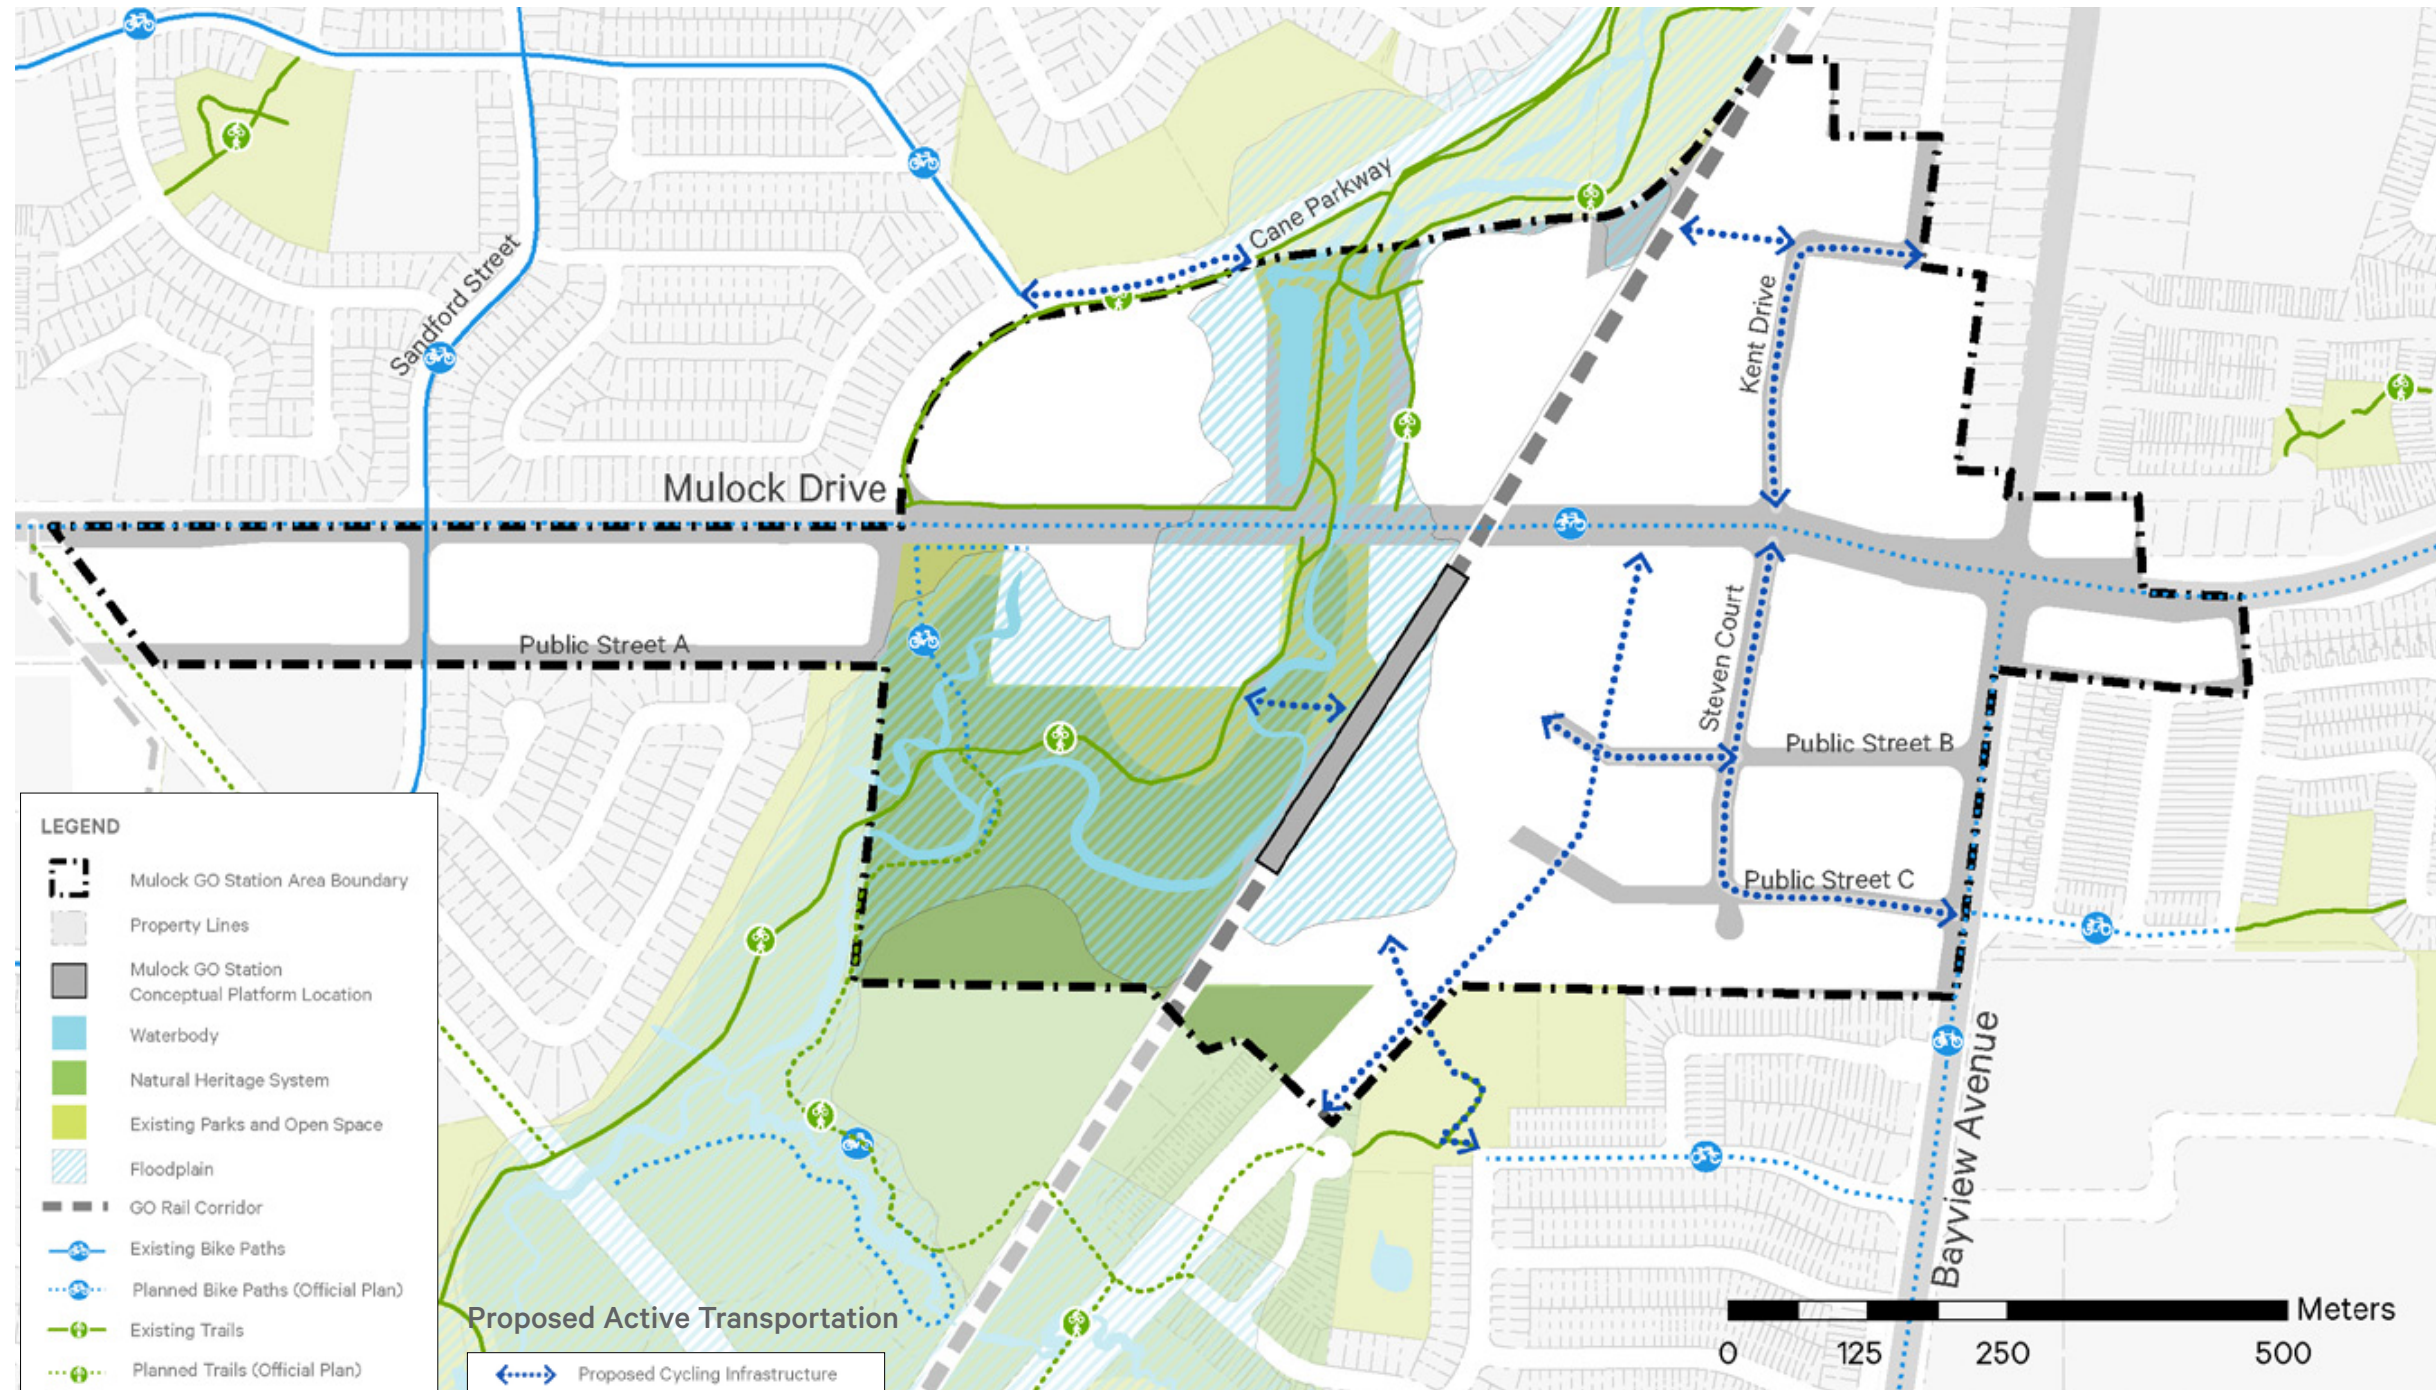 Cane Parkway
Sandford Street
Kent Drive
Mulock Drive
Steven Court
Public Street A
Public Street B
Public Street C
Bayview Avenue
LEGEND
Mulock GO Station Area Boundary
Property Lines
Mulock GO Station
Conceptual Platform Location
Waterbody
Natural Heritage System
Existing Parks and Open Space
Floodplain
GO Rail Corridor
Existing Bike Paths
Planned Bike Paths (Official Plan)
Existing Trails
Planned Trails (Official Plan)
Proposed Active Transportation
Proposed Cycling Infrastructure
Meters
0 125 250 500